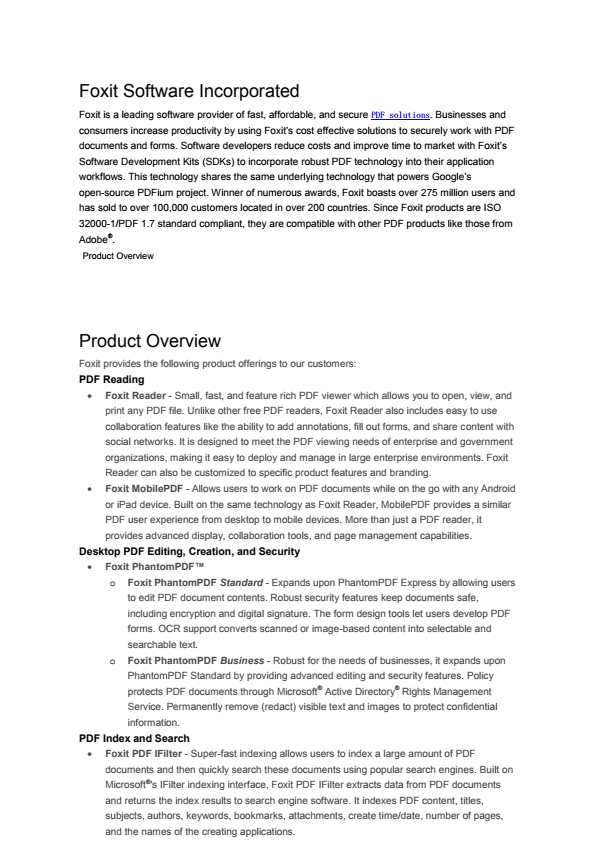 Foxit Software Incorporated
Foxit is a leading software provider of fast, affordable, and secure PDF solutions. Businesses and
consumers increase productivity by using Foxit's cost effective solutions to securely work with PDF
documents and forms. Software developers reduce costs and improve time to market with Foxit's
Software Development Kits (SDKs) to incorporate robust PDF technology into their application
workflows. This technology shares the same underlying technology that powers Google's
open-source PDFium project. Winner of numerous awards, Foxit boasts over 275 million users and
has sold to over 100,000 customers located in over 200 countries. Since Foxit products are ISO
32000-1/PDF 1.7 standard compliant, they are compatible with other PDF products like those from
Adobe®.
Product Overview
Product Overview
Foxit provides the following product offerings to our customers:
PDF Reading
• Foxit Reader - Small, fast, and feature rich PDF viewer which allows you to open, view, and
print any PDF file. Unlike other free PDF readers, Foxit Reader also includes easy to use
collaboration features like the ability to add annotations, fill out forms, and share content with
social networks. It is designed to meet the PDF viewing needs of enterprise and government
organizations, making it easy to deploy and manage in large enterprise environments. Foxit
Reader can also be customized to specific product features and branding.
• Foxit MobilePDF - Allows users to work on PDF documents while on the go with any Android
or iPad device. Built on the same technology as Foxit Reader, MobilePDF provides a similar
PDF user experience from desktop to mobile devices. More than just a PDF reader, it
provides advanced display, collaboration tools, and page management capabilities.
Desktop PDF Editing, Creation, and Security
• Foxit PhantomPDF™
o Foxit PhantomPDF Standard - Expands upon PhantomPDF Express by allowing users
to edit PDF document contents. Robust security features keep documents safe,
including encryption and digital signature. The form design tools let users develop PDF
forms. OCR support converts scanned or image-based content into selectable and
searchable text.
o Foxit PhantomPDF Business - Robust for the needs of businesses, it expands upon
PhantomPDF Standard by providing advanced editing and security features. Policy
protects PDF documents through Microsoft® Active Directory® Rights Management
Service. Permanently remove (redact) visible text and images to protect confidential
information.
PDF Index and Search
• Foxit PDF IFilter - Super-fast indexing allows users to index a large amount of PDF
documents and then quickly search these documents using popular search engines. Built on
Microsoft®'s IFilter indexing interface, Foxit PDF IFilter extracts data from PDF documents
and returns the index results to search engine software. It indexes PDF content, titles,
subjects, authors, keywords, bookmarks, attachments, create time/date, number of pages,
and the names of the creating applications.